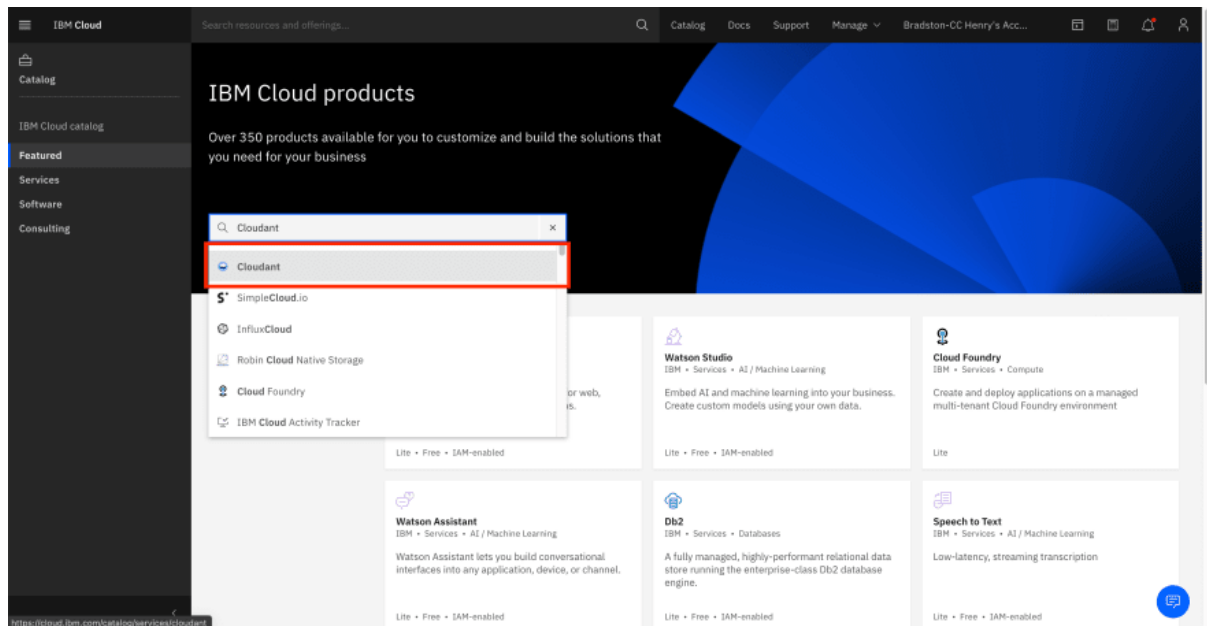 IBM Cloud
Search resources and offerings...
Catalog
Docs
Support
Manage
Bradston-CC Henry's Acc...
Catalog
IBM Cloud catalog
Featured
Services
Software
Consulting
IBM Cloud products
Over 350 products available for you to customize and build the solutions that
you need for your business
Cloudant
Cloudant
SimpleCloud.io
InfluxCloud
Robin Cloud Native Storage
Cloud Foundry
IBM Cloud Activity Tracker
or web,
Lite • Free • IAM-enabled
Watson Studio
IBM • Services • AI / Machine Learning
Embed AI and machine learning into your business.
Create custom models using your own data.
Lite • Free • IAM-enabled
Cloud Foundry
IBM • Services • Compute
Create and deploy applications on a managed
multi-tenant Cloud Foundry environment
Lite
Watson Assistant
IBM • Services • AI / Machine Learning
Watson Assistant lets you build conversational
interfaces into any application, device, or channel.
Lite • Free • IAM-enabled
Db2
IBM • Services • Databases
A fully managed, highly-performant relational data
store running the enterprise-class Db2 database
engine.
Lite • Free • IAM-enabled
Speech to Text
IBM • Services • AI / Machine Learning
Low-latency, streaming transcription
Lite • Free • IAM-enabled
https://cloud.ibm.com/catalog/services/cloudant